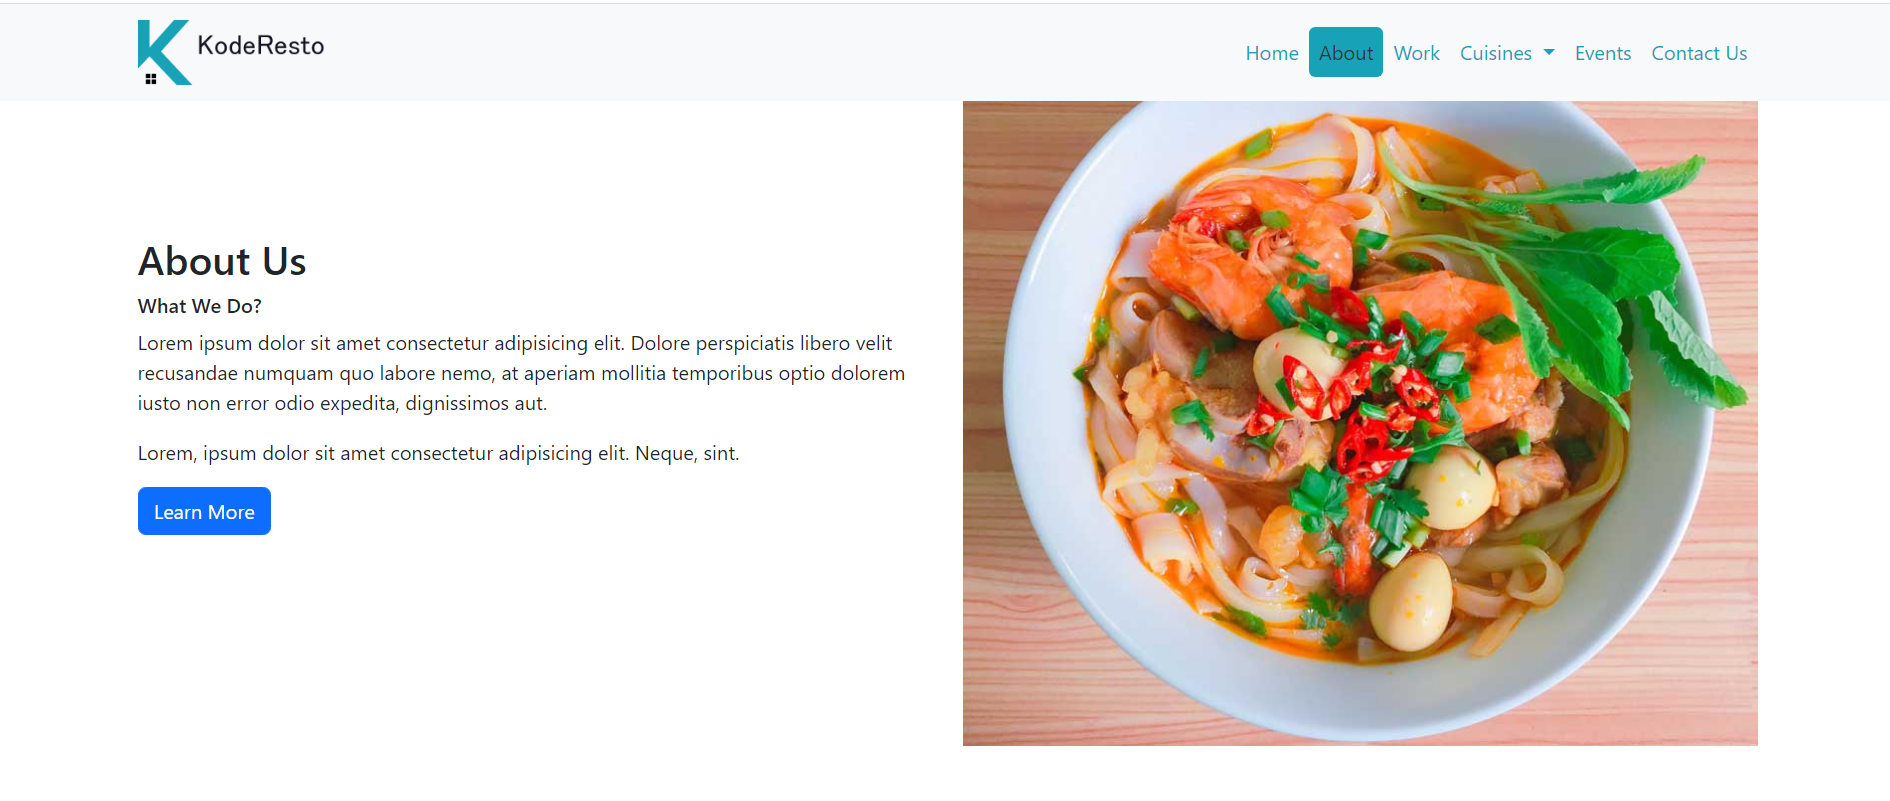 KodeResto
Home About Work Cuisines Events Contact Us
About Us
What We Do?
Lorem ipsum dolor sit amet consectetur adipisicing elit. Dolore perspiciatis libero velit
recusandae numquam quo labore nemo, at aperiam mollitia temporibus optio dolorem
iusto non error odio expedita, dignissimos aut.
Lorem, ipsum dolor sit amet consectetur adipisicing elit. Neque, sint.
Learn More